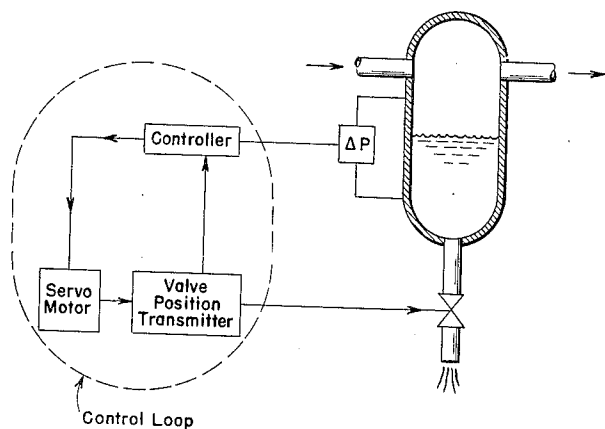 Controller
ΔP
Servo
Motor
Valve
Position
Transmitter
Control Loop